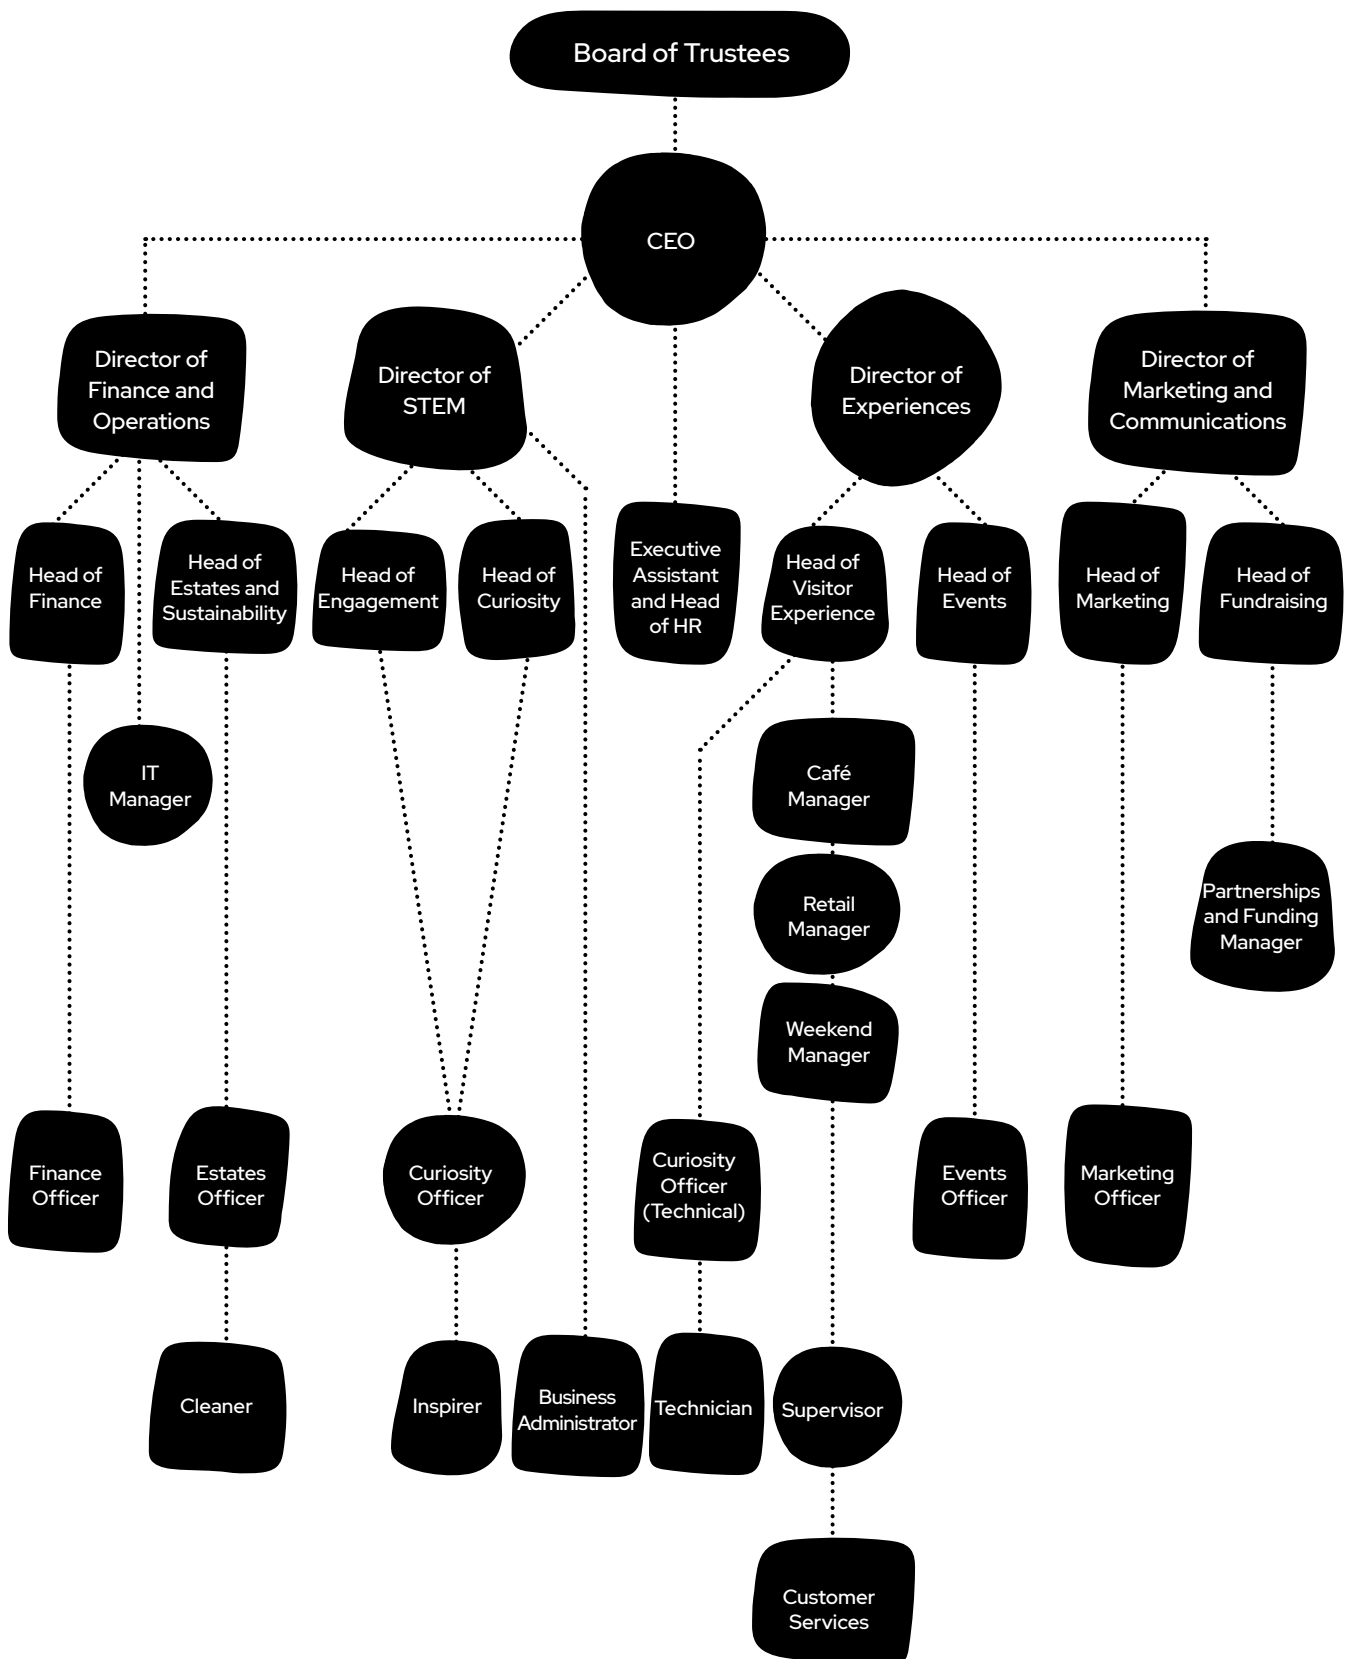 Board of Trustees
CEO
Director of
Finance and
Operations
Director of
STEM
Director of
Experiences
Director of
Marketing and
Communications
Head of
Finance
Head of
Estates and
Sustainability
Head of
Engagement
Head of
Curiosity
Executive
Assistant
and Head
of HR
Head of
Visitor
Experience
Head of
Events
Head of
Marketing
Head of
Fundraising
IT
Manager
Café
Manager
Retail
Manager
Partnerships
and Funding
Manager
Weekend
Manager
Finance
Officer
Estates
Officer
Curiosity
Officer
Curiosity
Officer
(Technical)
Events
Officer
Marketing
Officer
Cleaner
Inspirer
Business
Administrator
Technician
Supervisor
Customer
Services